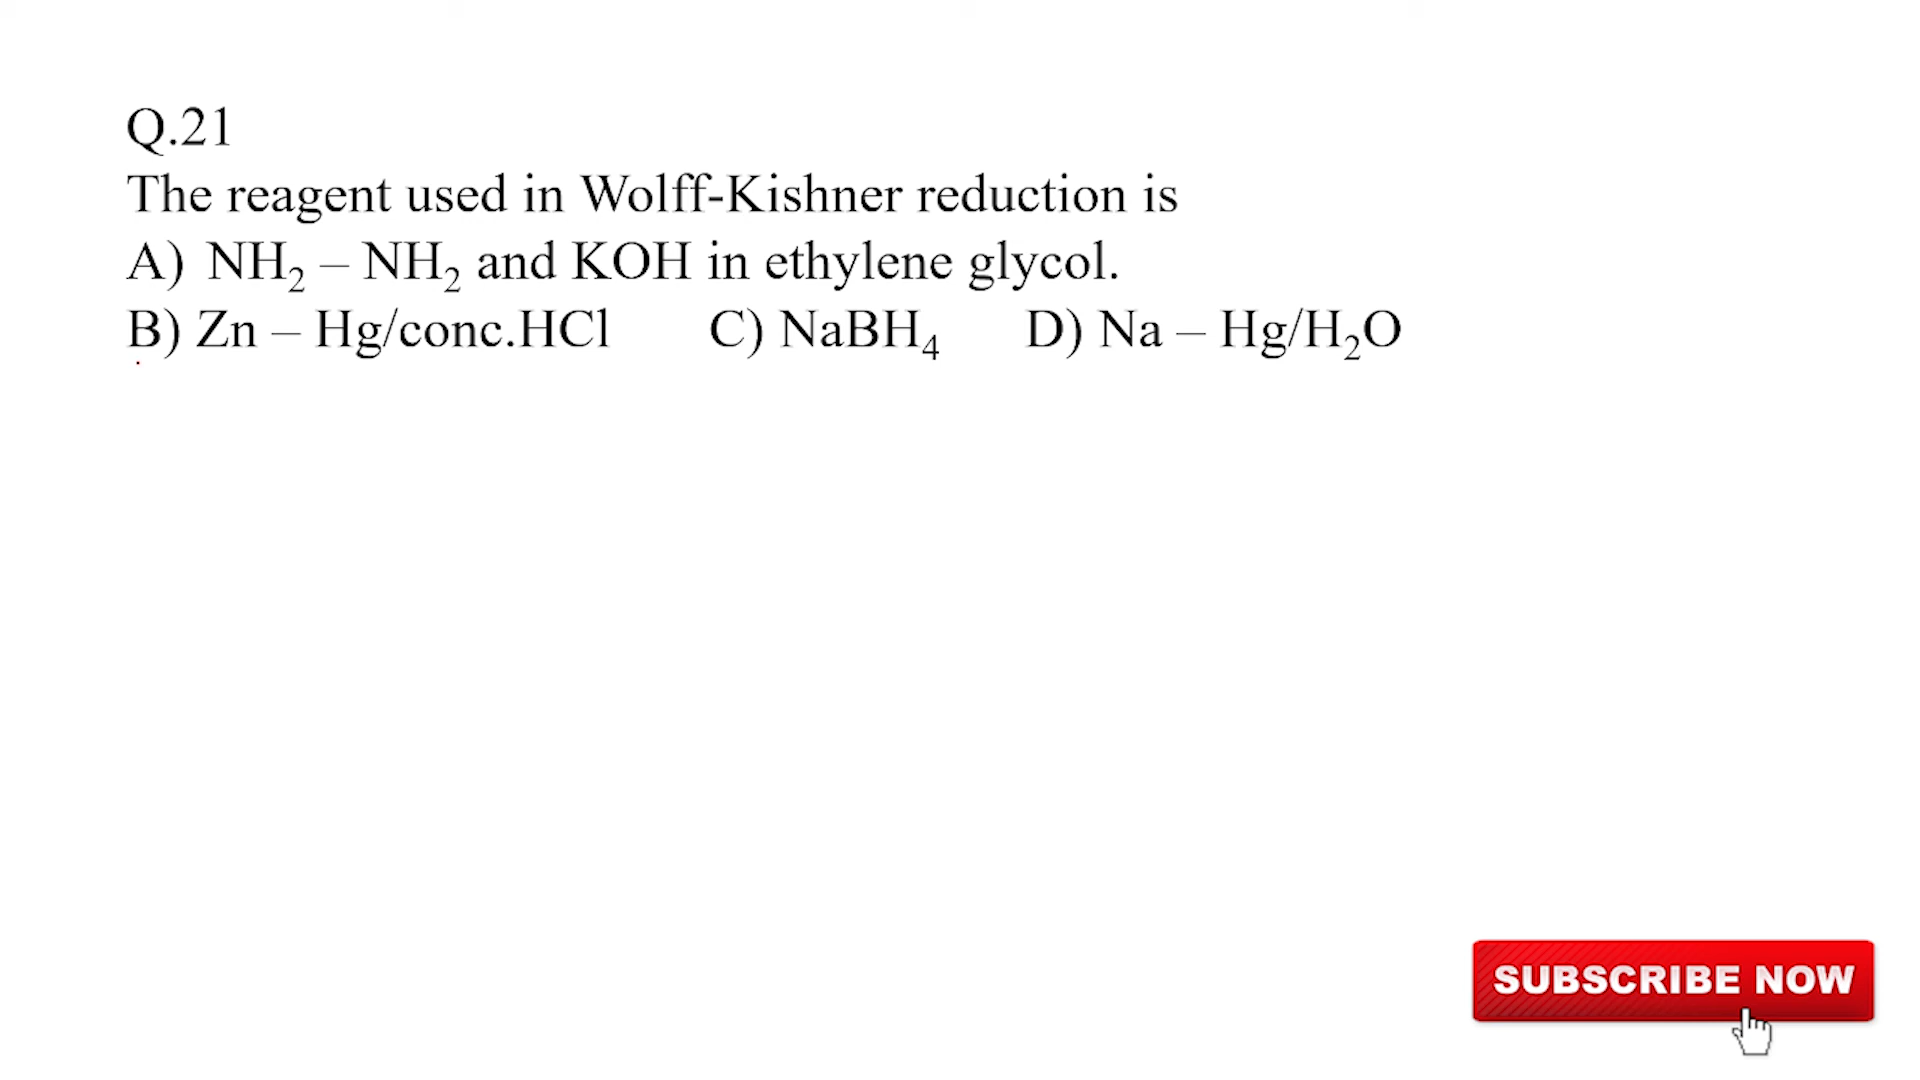 Q.21
The reagent used in Wolff-Kishner reduction is
A) NH₂ – NH₂ and KOH in ethylene glycol.
B) Zn – Hg/conc.HCl C) NaBH₄ D) Na – Hg/H₂O
SUBSCRIBE NOW